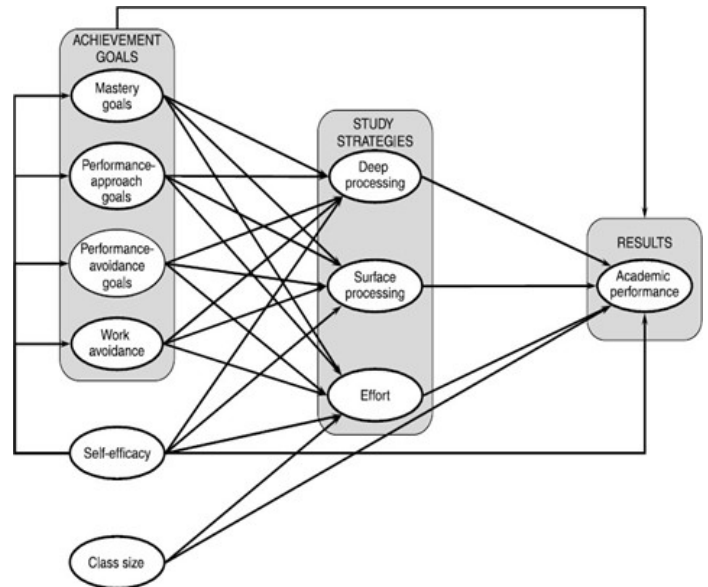 ACHIEVEMENT
GOALS
Mastery
goals
Performance-
approach
goals
Performance-
avoidance
goals
Work
avoidance
Self-efficacy
Class size
STUDY
STRATEGIES
Deep
processing
Surface
processing
Effort
RESULTS
Academic
performance